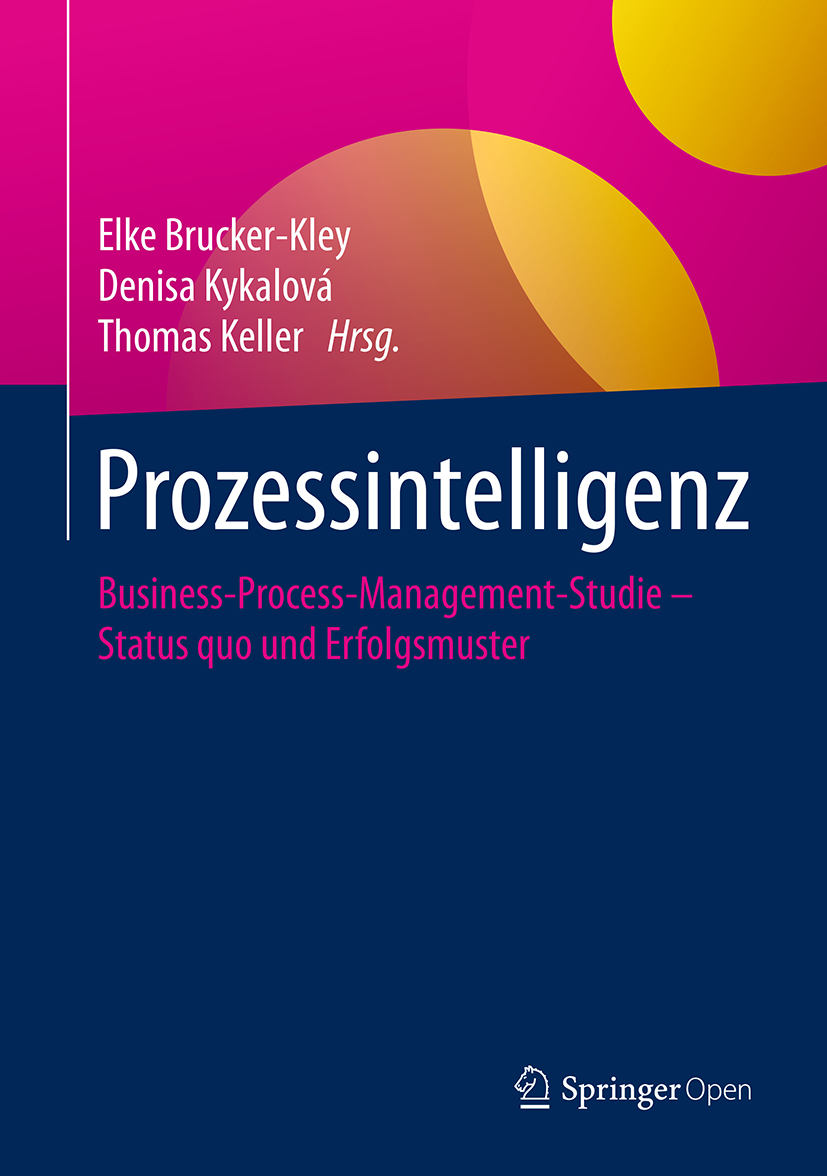 Elke Brucker-Kley
Denisa Kykalová
Thomas Keller Hrsg.
Prozessintelligenz
Business-Process-Management-Studie –
Status quo und Erfolgsmuster
Springer Open